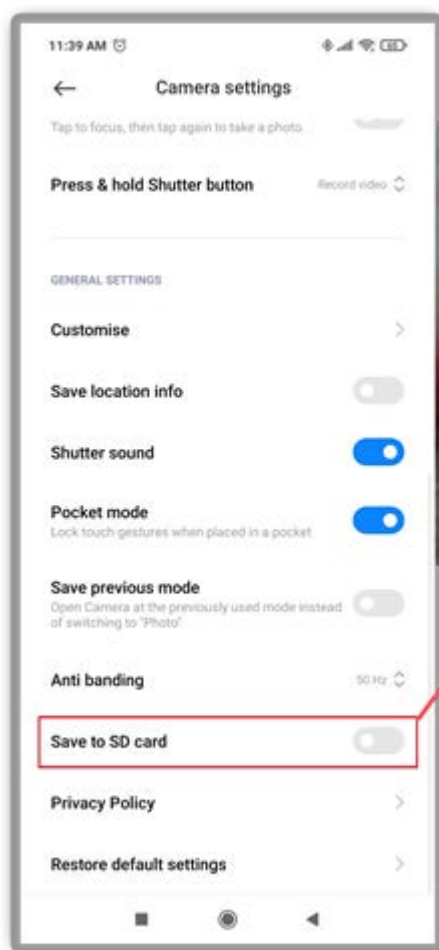 11:39 AM
Camera settings
Tap to focus, then tap again to take a photo
Press & hold Shutter button
Record video
GENERAL SETTINGS
Customise
Save location info
Shutter sound
Pocket mode
Lock touch gestures when placed in a pocket
Save previous mode
Open Camera at the previously used mode instead
of switching to "Photo"
Anti banding
50 Hz
Save to SD card
Privacy Policy
Restore default settings